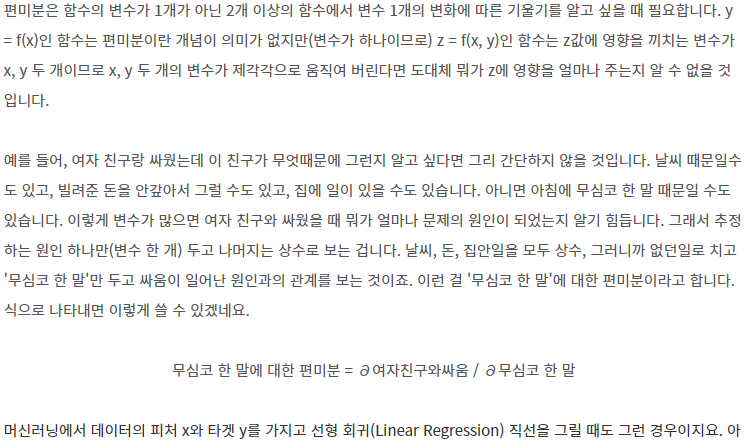 편미분은 함수의 변수가 1개가 아닌 2개 이상의 함수에서 변수 1개의 변화에 따른 기울기를 알고 싶을 때 필요합니다. y
= f(x)인 함수는 편미분이란 개념이 의미가 없지만(변수가 하나이므로) z = f(x, y)인 함수는 z값에 영향을 끼치는 변수가
x, y 두 개이므로 x, y 두 개의 변수가 제각각으로 움직여 버린다면 도대체 뭐가 z에 영향을 얼마나 주는지 알 수 없을 것
입니다.
예를 들어, 여자 친구랑 싸웠는데 이 친구가 무엇때문에 그런지 알고 싶다면 그리 간단하지 않을 것입니다. 날씨 때문일수
도 있고, 빌려준 돈을 안갚아서 그럴 수도 있고, 집에 일이 있을 수도 있습니다. 아니면 아침에 무심코 한 말 때문일 수도
있습니다. 이렇게 변수가 많으면 여자 친구와 싸웠을 때 뭐가 얼마나 문제의 원인이 되었는지 알기 힘듭니다. 그래서 추정
하는 원인 하나만(변수 한 개) 두고 나머지는 상수로 보는 겁니다. 날씨, 돈, 집안일을 모두 상수, 그러니까 없던일로 치고
'무심코 한 말'만 두고 싸움이 일어난 원인과의 관계를 보는 것이죠. 이런 걸 '무심코 한 말'에 대한 편미분이라고 합니다.
식으로 나타내면 이렇게 쓸 수 있겠네요.
무심코 한 말에 대한 편미분 = ∂여자친구와싸움 / ∂무심코 한 말
머신러닝에서 데이터의 피처 x와 타겟 y를 가지고 선형 회귀(Linear Regression) 직선을 그릴 때도 그런 경우이지요. 아